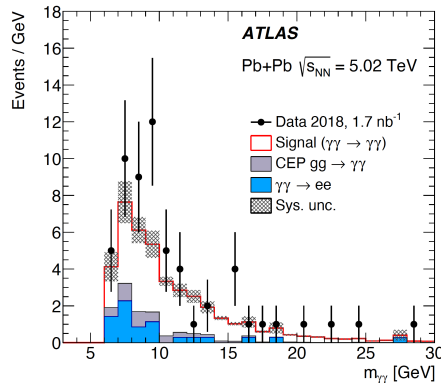 ATLAS
Pb+Pb √sNN = 5.02 TeV
Data 2018, 1.7 nb⁻¹
Signal (γγ → γγ)
CEP gg → γγ
γγ → ee
Sys. unc.
Events / GeV
18
16
14
12
10
8
6
4
2
0
5 10 15 20 25 30
mγγ [GeV]